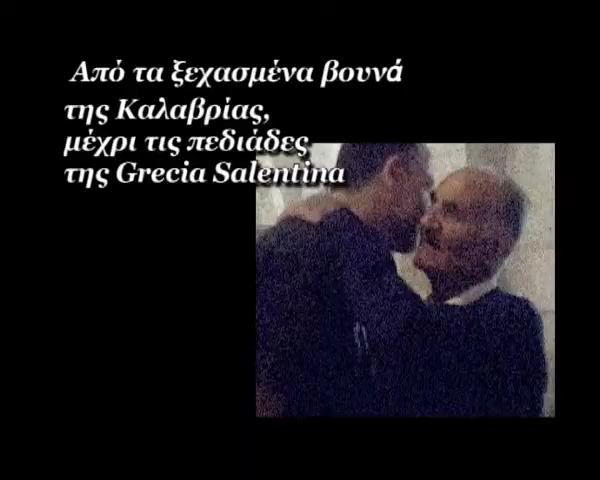 Από τα ξεχασμένα βουνά
της Καλαβρίας,
μέχρι τις πεδιάδες
της Grecia Salentina